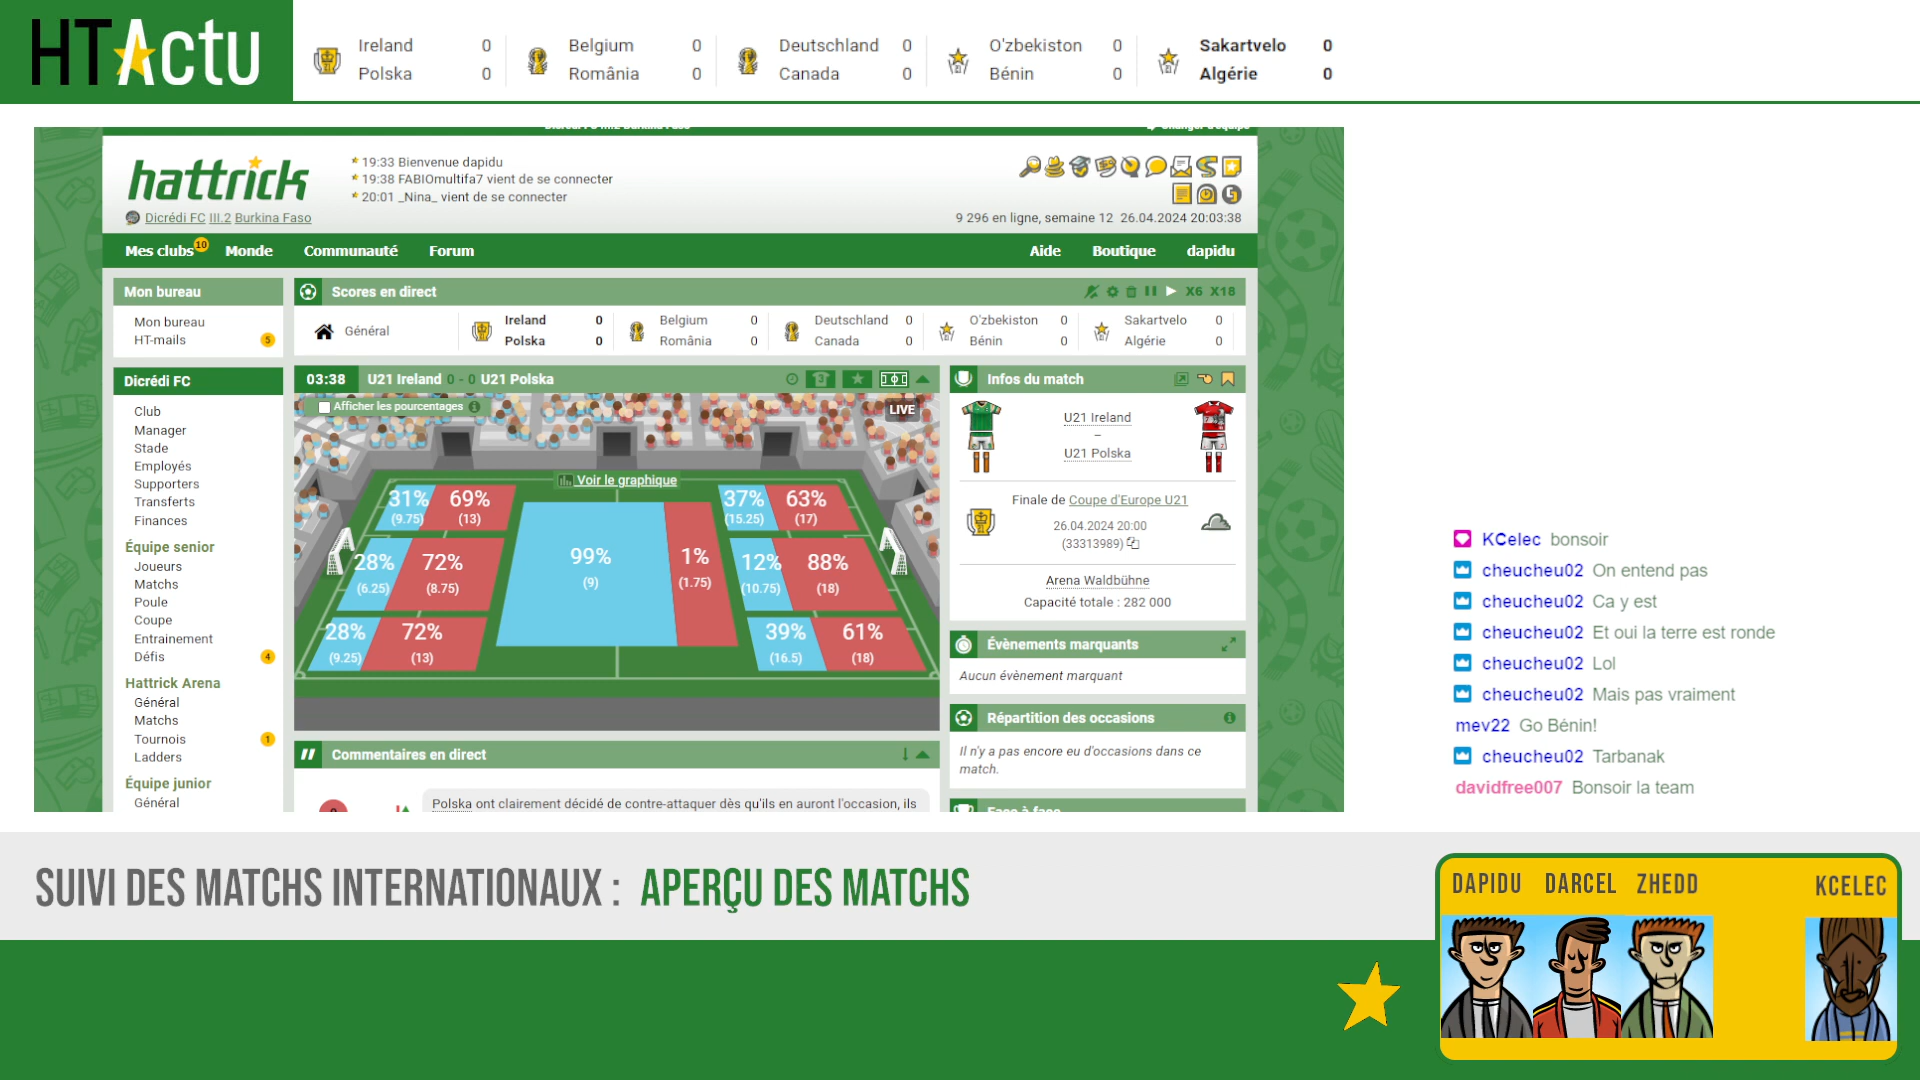 HTActu
Ireland 0
Polska 0
Belgium 0
România 0
Deutschland 0
Canada 0
O'zbekiston 0
Bénin 0
Sakartvelo 0
Algérie 0
hattrick
19:33 Bienvenue dapidu
19:38 FABIOmultifa7 vient de se connecter
20:01 _Nina_ vient de se connecter
Dicrédi FC III.2 Burkina Faso
9 296 en ligne, semaine 12 26.04.2024 20:03:38
Mes clubs 10 Monde Communauté Forum Aide Boutique dapidu
Mon bureau
Mon bureau
HT-mails 5
Dicrédi FC
Club
Manager
Stade
Employés
Supporters
Transferts
Finances
Équipe senior
Joueurs
Matchs
Poule
Coupe
Entrainement
Défis 4
Hattrick Arena
Général
Matchs
Tournois 1
Ladders
Équipe junior
Général
Scores en direct X6 X18
Général
Ireland 0
Polska 0
Belgium 0
România 0
Deutschland 0
Canada 0
O'zbekiston 0
Bénin 0
Sakartvelo 0
Algérie 0
03:38 U21 Ireland 0 - 0 U21 Polska
Afficher les pourcentages
LIVE
Voir le graphique
31% 69% 37% 63%
(9.75) (13) (15.25) (17)
28% 72% 99% 1% 12% 88%
(6.25) (8.75) (9) (1.75) (10.75) (18)
28% 72% 39% 61%
(9.25) (13) (16.5) (18)
Commentaires en direct
Polska ont clairement décidé de contre-attaquer dès qu'ils en auront l'occasion, ils
Infos du match
U21 Ireland
–
U21 Polska
Finale de Coupe d'Europe U21
26.04.2024 20:00
(33313989)
Arena Waldbühne
Capacité totale : 282 000
Évènements marquants
Aucun évènement marquant
Répartition des occasions
Il n'y a pas encore eu d'occasions dans ce
match.
KCelec bonsoir
cheucheu02 On entend pas
cheucheu02 Ca y est
cheucheu02 Et oui la terre est ronde
cheucheu02 Lol
cheucheu02 Mais pas vraiment
mev22 Go Bénin!
cheucheu02 Tarbanak
davidfree007 Bonsoir la team
SUIVI DES MATCHS INTERNATIONAUX : APERÇU DES MATCHS
DAPIDU DARCEL ZHEDD KCELEC